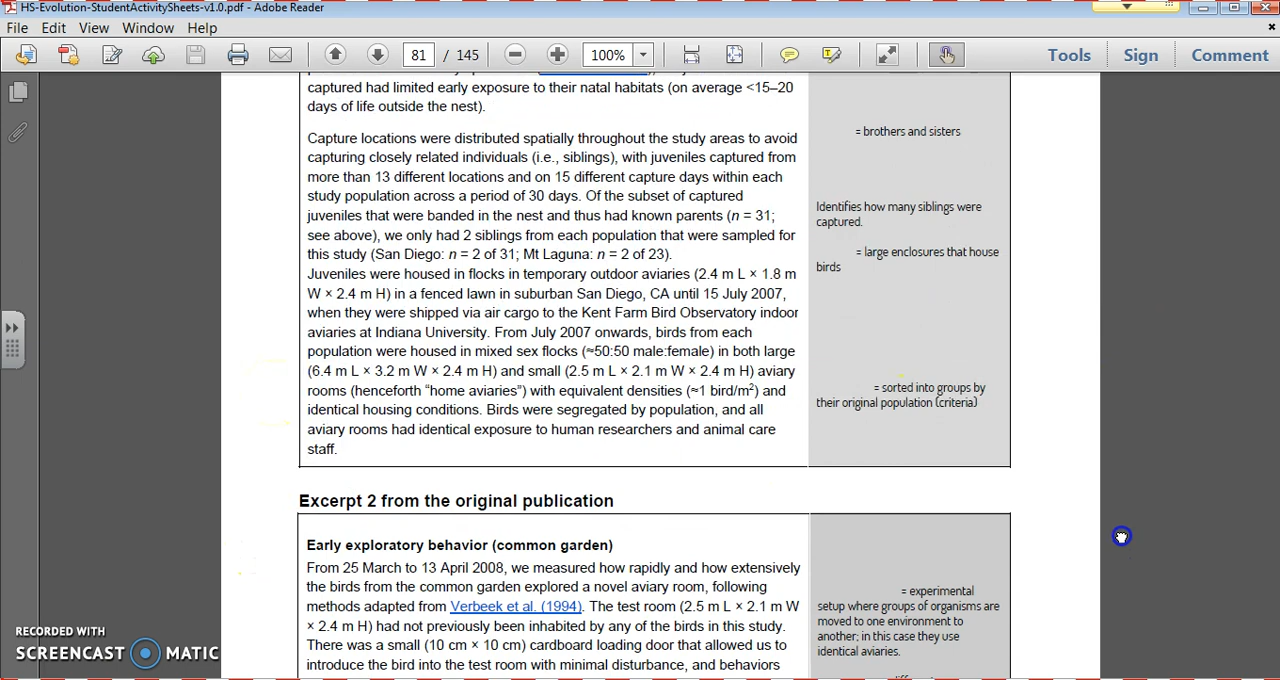 HS-Evolution-StudentActivitySheets-v1.0.pdf - Adobe Reader
File Edit View Window Help
81 / 145 100% Tools Sign Comment
captured had limited early exposure to their natal habitats (on average <15–20
days of life outside the nest).
Capture locations were distributed spatially throughout the study areas to avoid
capturing closely related individuals (i.e., siblings), with juveniles captured from
more than 13 different locations and on 15 different capture days within each
study population across a period of 30 days. Of the subset of captured
juveniles that were banded in the nest and thus had known parents (n = 31;
see above), we only had 2 siblings from each population that were sampled for
this study (San Diego: n = 2 of 31; Mt Laguna: n = 2 of 23).
Juveniles were housed in flocks in temporary outdoor aviaries (2.4 m L × 1.8 m
W × 2.4 m H) in a fenced lawn in suburban San Diego, CA until 15 July 2007,
when they were shipped via air cargo to the Kent Farm Bird Observatory indoor
aviaries at Indiana University. From July 2007 onwards, birds from each
population were housed in mixed sex flocks (≈50:50 male:female) in both large
(6.4 m L × 3.2 m W × 2.4 m H) and small (2.5 m L × 2.1 m W × 2.4 m H) aviary
rooms (henceforth “home aviaries”) with equivalent densities (≈1 bird/m2) and
identical housing conditions. Birds were segregated by population, and all
aviary rooms had identical exposure to human researchers and animal care
staff.
= brothers and sisters
Identifies how many siblings were
captured.
= large enclosures that house
birds
= sorted into groups by
their original population (criteria)
Excerpt 2 from the original publication
Early exploratory behavior (common garden)
From 25 March to 13 April 2008, we measured how rapidly and how extensively
the birds from the common garden explored a novel aviary room, following
methods adapted from Verbeek et al. (1994). The test room (2.5 m L × 2.1 m W
× 2.4 m H) had not previously been inhabited by any of the birds in this study.
There was a small (10 cm × 10 cm) cardboard loading door that allowed us to
introduce the bird into the test room with minimal disturbance, and behaviors
= experimental
setup where groups of organisms are
moved to one environment to
another; in this case they use
identical aviaries.
RECORDED WITH
SCREENCAST MATIC